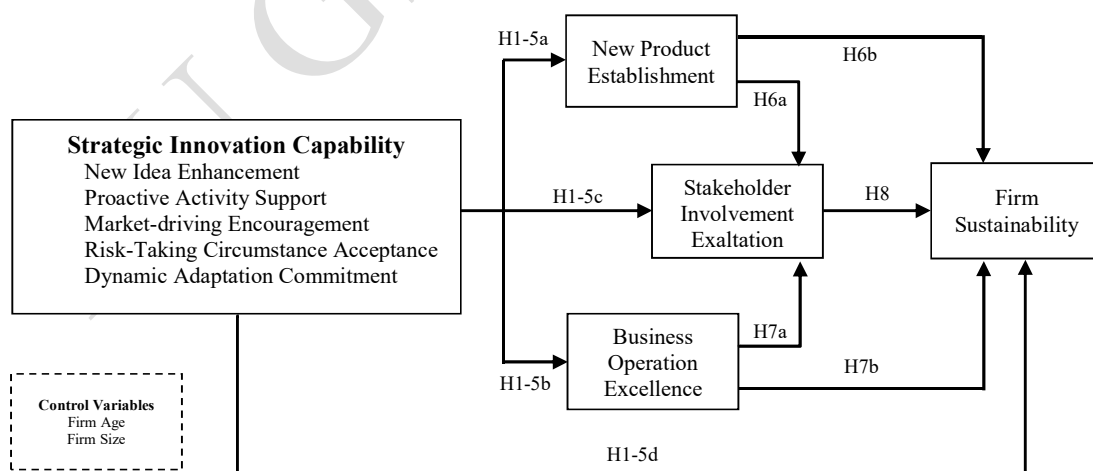 H1-5a
New Product
Establishment
H6b
H6a
Strategic Innovation Capability
New Idea Enhancement
Proactive Activity Support
Market-driving Encouragement
Risk-Taking Circumstance Acceptance
Dynamic Adaptation Commitment
H1-5c
Stakeholder
Involvement
Exaltation
H8
Firm
Sustainability
H1-5b
Business
Operation
Excellence
H7a
H7b
Control Variables
Firm Age
Firm Size
H1-5d